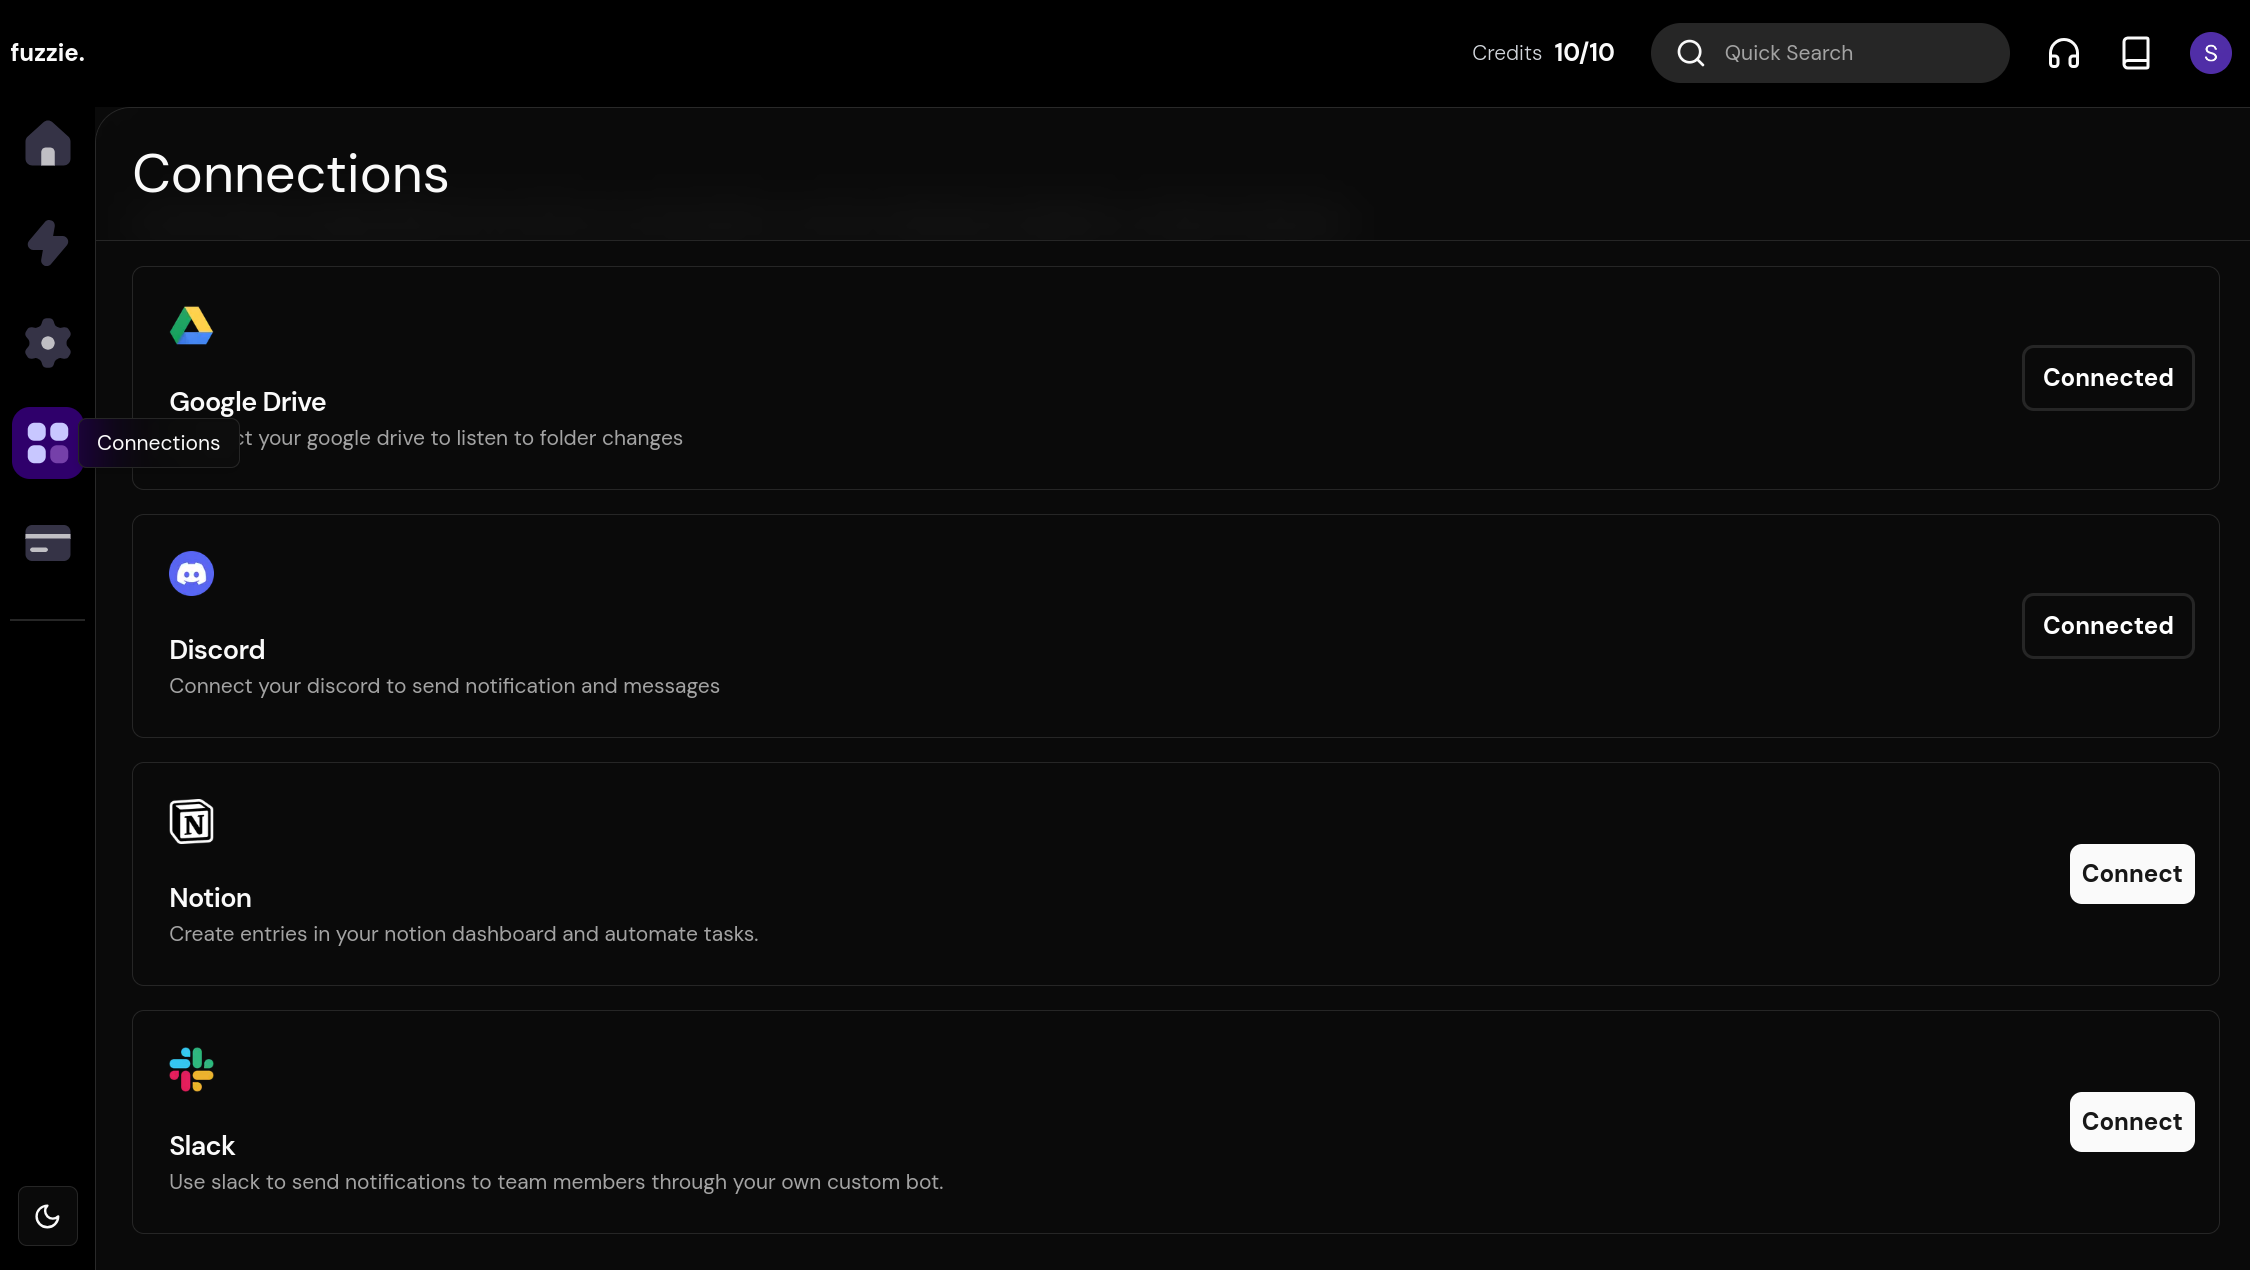 fuzzie.
Credits 10/10
Quick Search
S
Connections
Google Drive
Connections
your google drive to listen to folder changes
Connected
Discord
Connect your discord to send notification and messages
Connected
N
Notion
Create entries in your notion dashboard and automate tasks.
Connect
Slack
Use slack to send notifications to team members through your own custom bot.
Connect